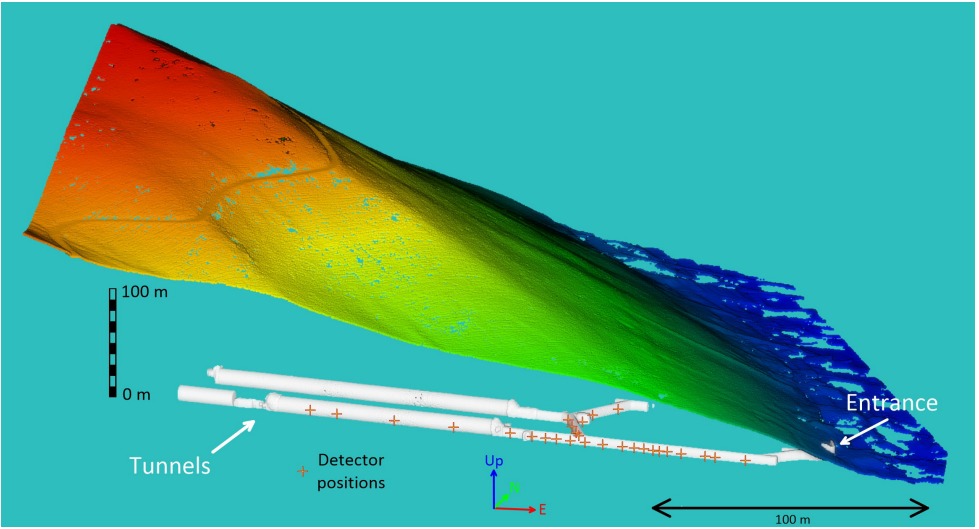 100 m
0 m
Entrance
Tunnels
Detector
positions
Up
N
E
100 m